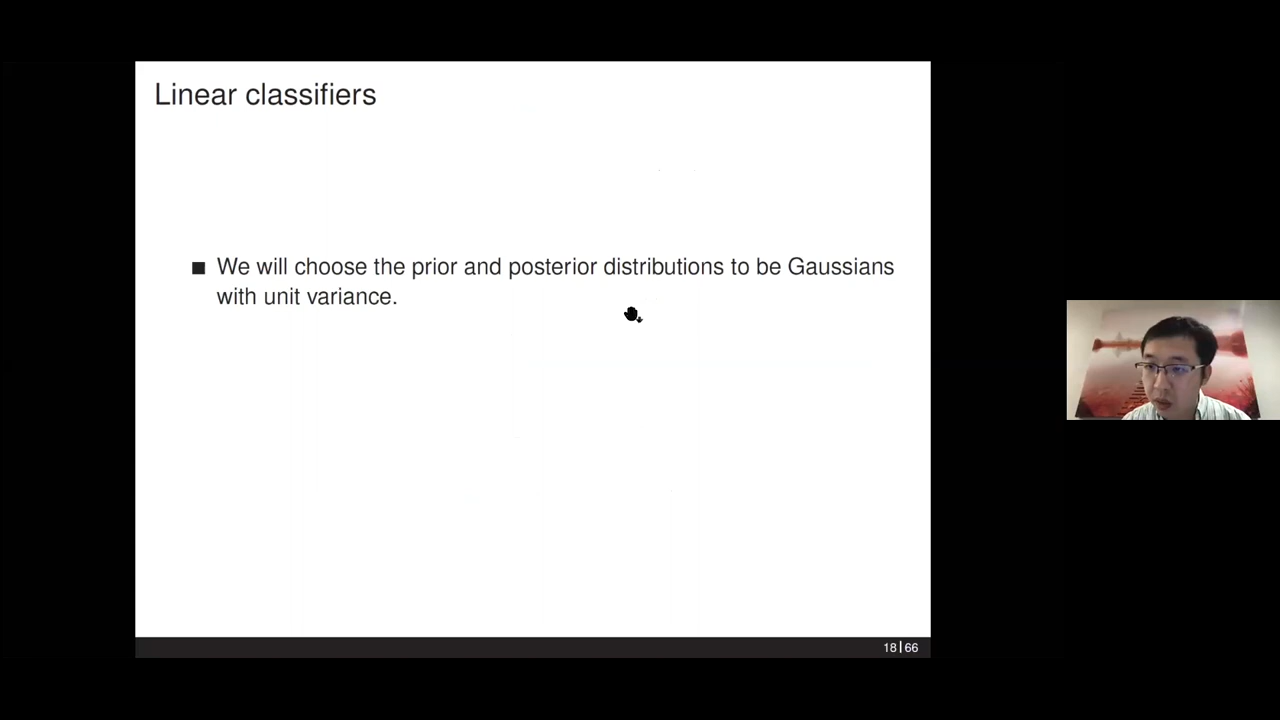 Linear classifiers
■ We will choose the prior and posterior distributions to be Gaussians
with unit variance.
18|66